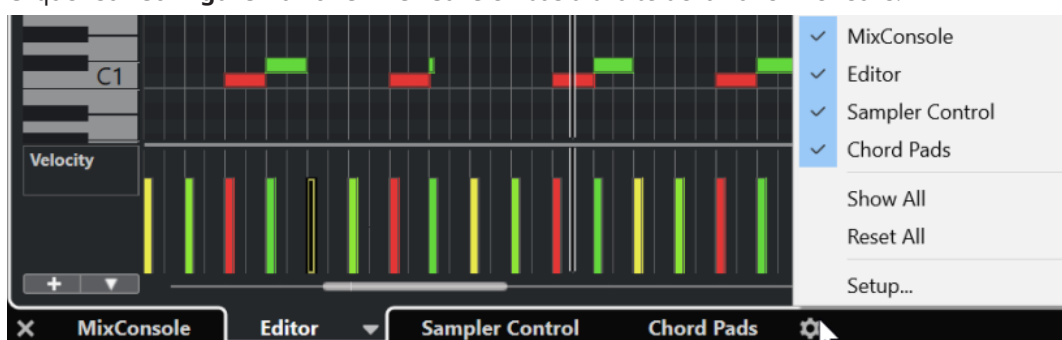 C1
Velocity
MixConsole
Editor
Sampler Control
Chord Pads
Show All
Reset All
Setup...
MixConsole Editor Sampler Control Chord Pads